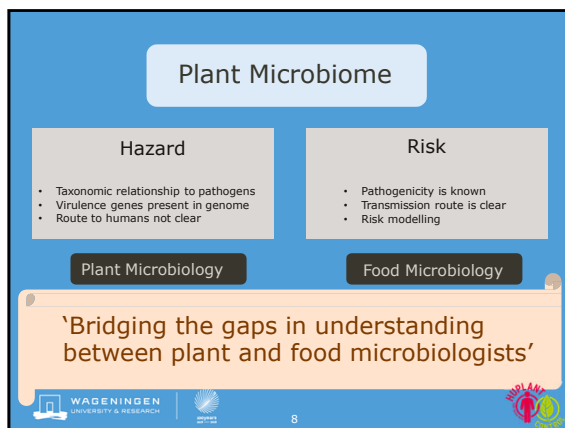 Plant Microbiome
Hazard
• Taxonomic relationship to pathogens
• Virulence genes present in genome
• Route to humans not clear
Risk
• Pathogenicity is known
• Transmission route is clear
• Risk modelling
Plant Microbiology
Food Microbiology
‘Bridging the gaps in understanding
between plant and food microbiologists’
WAGENINGEN
UNIVERSITY & RESEARCH
8
HUPLANT